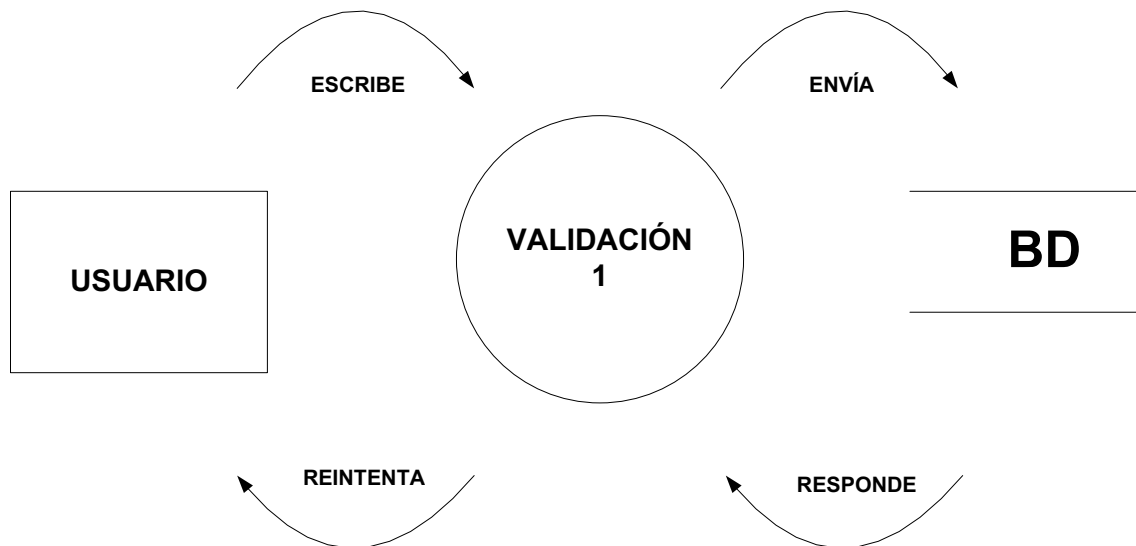 ESCRIBE
ENVÍA
USUARIO
VALIDACIÓN
1
BD
REINTENTA
RESPONDE